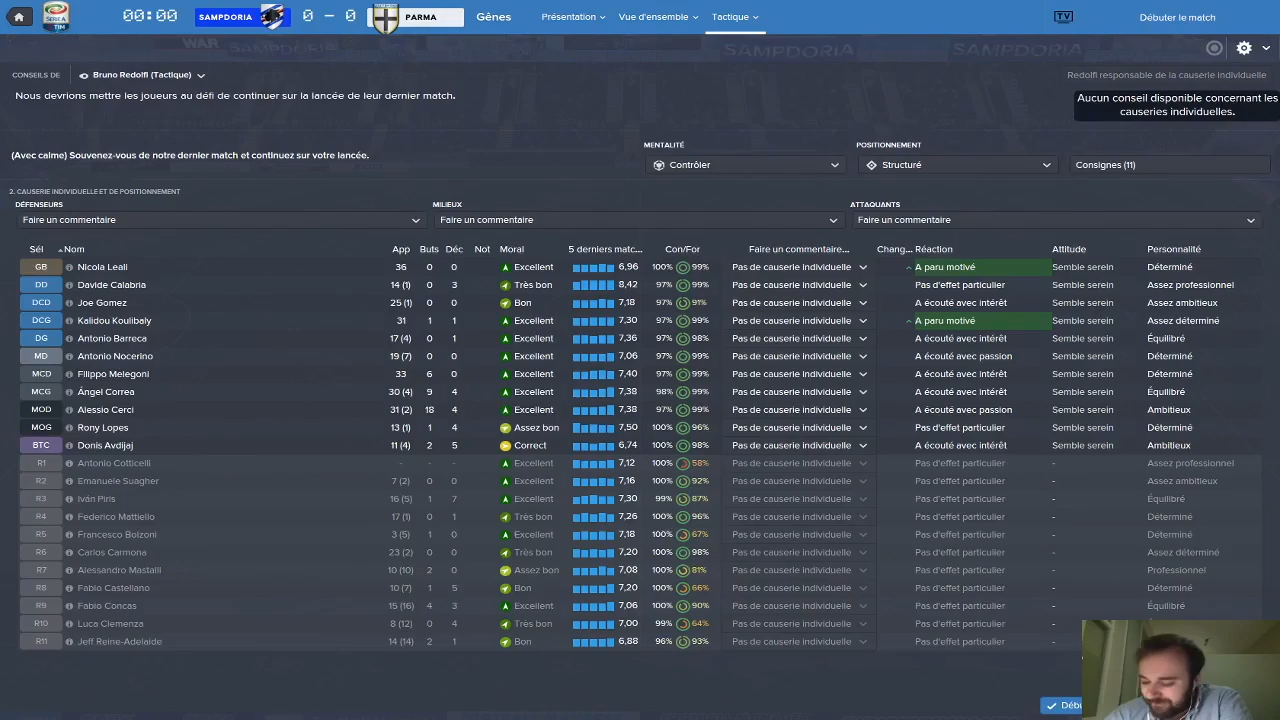 00:00 SAMPDORIA 0 - 0 PARMA Gênes Présentation Vue d'ensemble Tactique TV Débuter le match
SERIE A TIM
WAR SAMPDORIA SAMPDORIA SAMPDORIA
CONSEILS DE Bruno Redolfi (Tactique) Redolfi responsable de la causerie individuelle
Nous devrions mettre les joueurs au défi de continuer sur la lancée de leur dernier match.
Aucun conseil disponible concernant les
causeries individuelles.
MENTALITÉ POSITIONNEMENT
(Avec calme) Souvenez-vous de notre dernier match et continuez sur votre lancée.
Contrôler Structuré Consignes (11)
2. CAUSERIE INDIVIDUELLE ET DE POSITIONNEMENT
DÉFENSEURS MILIEUX ATTAQUANTS
Faire un commentaire Faire un commentaire Faire un commentaire
Sél Nom App Buts Déc Not Moral 5 derniers matc... Con/For Faire un commentaire... Chang... Réaction Attitude Personnalité
GB Nicola Leali 36 0 0 Excellent 6,96 100% 99% Pas de causerie individuelle A paru motivé Semble serein Déterminé
DD Davide Calabria 14 (1) 0 3 Très bon 8,42 97% 99% Pas de causerie individuelle Pas d'effet particulier Semble serein Assez professionnel
DCD Joe Gomez 25 (1) 0 0 Bon 7,18 97% 91% Pas de causerie individuelle A écouté avec intérêt Semble serein Assez ambitieux
DCG Kalidou Koulibaly 31 1 1 Excellent 7,30 97% 99% Pas de causerie individuelle A paru motivé Semble serein Assez déterminé
DG Antonio Barreca 17 (4) 0 1 Excellent 7,36 97% 98% Pas de causerie individuelle A écouté avec intérêt Semble serein Équilibré
MD Antonio Nocerino 19 (7) 0 0 Excellent 7,06 97% 99% Pas de causerie individuelle A écouté avec passion Semble serein Déterminé
MCD Filippo Melegoni 33 6 0 Excellent 7,40 97% 99% Pas de causerie individuelle A écouté avec intérêt Semble serein Déterminé
MCG Ángel Correa 30 (4) 9 4 Excellent 7,38 98% 99% Pas de causerie individuelle A écouté avec intérêt Semble serein Équilibré
MOD Alessio Cerci 31 (2) 18 4 Excellent 7,38 97% 99% Pas de causerie individuelle A écouté avec passion Semble serein Ambitieux
MOG Rony Lopes 13 (1) 1 4 Assez bon 7,50 100% 96% Pas de causerie individuelle Pas d'effet particulier Semble serein Déterminé
BTC Donis Avdijaj 11 (4) 2 5 Correct 6,74 100% 98% Pas de causerie individuelle A écouté avec intérêt Semble serein Ambitieux
R1 Antonio Cotticelli - - - Excellent 7,12 100% 58% Pas de causerie individuelle Pas d'effet particulier - Assez professionnel
R2 Emanuele Suagher 7 (2) 0 0 Excellent 7,16 100% 92% Pas de causerie individuelle Pas d'effet particulier - Assez ambitieux
R3 Iván Piris 16 (5) 1 7 Excellent 7,30 99% 87% Pas de causerie individuelle Pas d'effet particulier - Équilibré
R4 Federico Mattiello 17 (1) 0 1 Très bon 7,26 100% 96% Pas de causerie individuelle Pas d'effet particulier - Déterminé
R5 Francesco Bolzoni 3 (5) 1 0 Excellent 7,18 100% 67% Pas de causerie individuelle Pas d'effet particulier - Déterminé
R6 Carlos Carmona 23 (2) 0 0 Très bon 7,20 100% 98% Pas de causerie individuelle Pas d'effet particulier - Assez déterminé
R7 Alessandro Mastalli 10 (10) 2 0 Assez bon 7,08 100% 81% Pas de causerie individuelle Pas d'effet particulier - Professionnel
R8 Fabio Castellano 10 (7) 1 5 Bon 7,20 100% 66% Pas de causerie individuelle Pas d'effet particulier - Déterminé
R9 Fabio Concas 15 (16) 4 3 Excellent 7,06 100% 90% Pas de causerie individuelle Pas d'effet particulier - Équilibré
R10 Luca Clemenza 8 (12) 0 4 Très bon 7,00 99% 64% Pas de causerie individuelle Pas d'effet particulier - Déterminé
R11 Jeff Reine-Adelaide 14 (14) 2 1 Bon 6,88 96% 93% Pas de causerie individuelle Pas d'effet particulier
Débu